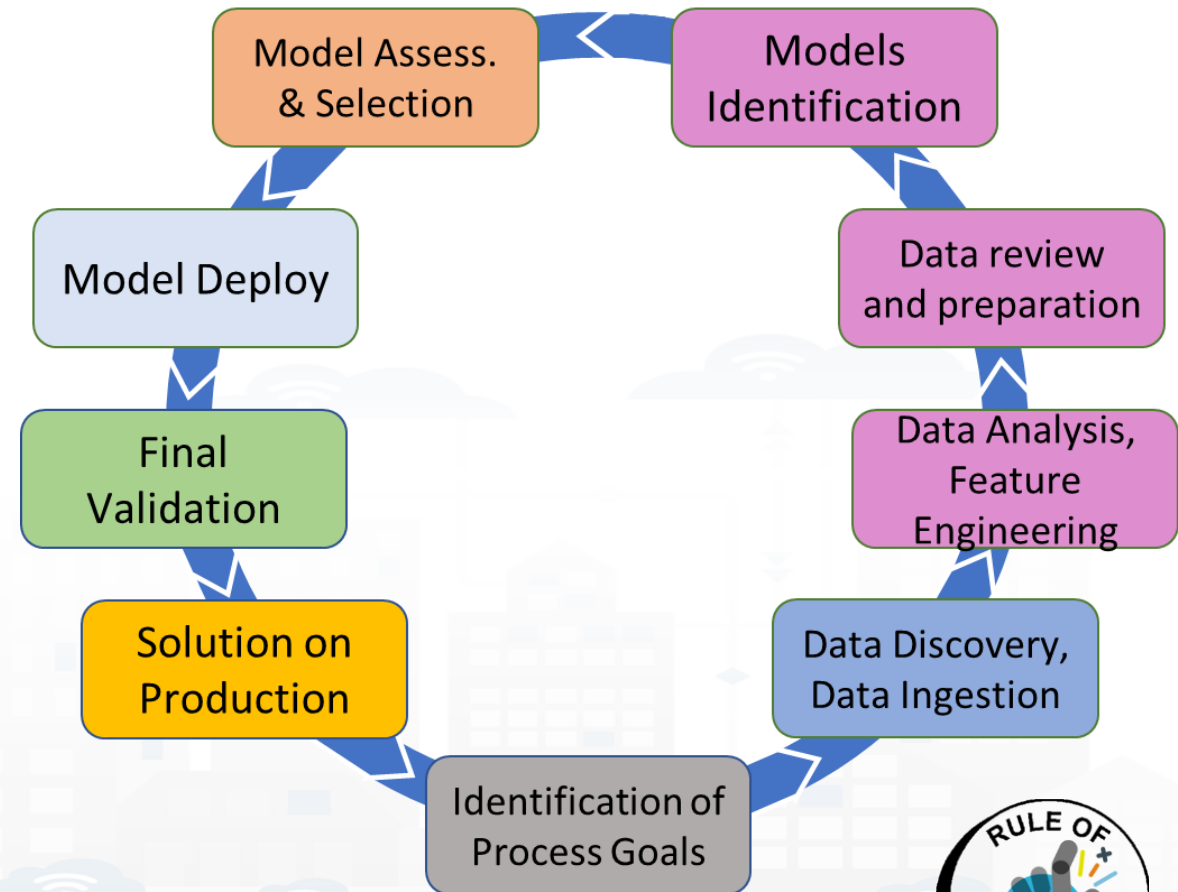 Model Assess.
& Selection
Models
Identification
Model Deploy
Data review
and preparation
Final
Validation
Data Analysis,
Feature
Engineering
Solution on
Production
Data Discovery,
Data Ingestion
Identification of
Process Goals
RULE OF